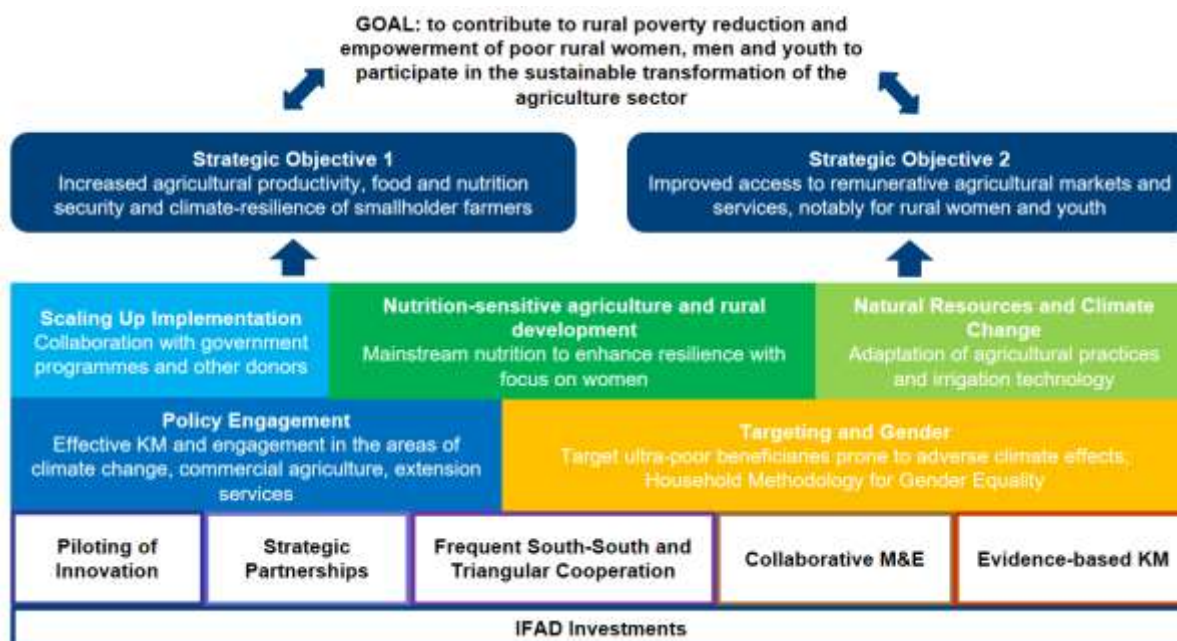 GOAL: to contribute to rural poverty reduction and
empowerment of poor rural women, men and youth to
participate in the sustainable transformation of the
agriculture sector
Strategic Objective 1
Increased agricultural productivity, food and nutrition
security and climate-resilience of smallholder farmers
Strategic Objective 2
Improved access to remunerative agricultural markets and
services, notably for rural women and youth
Scaling Up Implementation
Collaboration with government
programmes and other donors
Nutrition-sensitive agriculture and rural
development
Mainstream nutrition to enhance resilience with
focus on women
Natural Resources and Climate
Change
Adaptation of agricultural practices
and irrigation technology
Policy Engagement
Effective KM and engagement in the areas of
climate change, commercial agriculture, extension
services
Targeting and Gender
Target ultra-poor beneficiaries prone to adverse climate effects,
Household Methodology for Gender Equality
Piloting of
Innovation
Strategic
Partnerships
Frequent South-South and
Triangular Cooperation
Collaborative M&E
Evidence-based KM
IFAD Investments